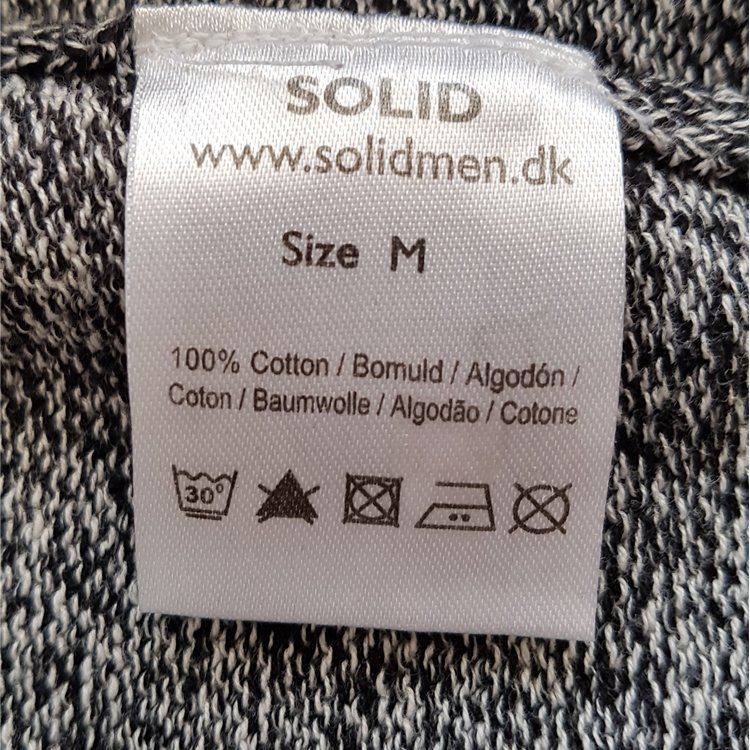 SOLID
www.solidmen.dk
Size M
100% Cotton / Bomuld / Algodón /
Coton / Baumwolle / Algodão / Cotone
30°